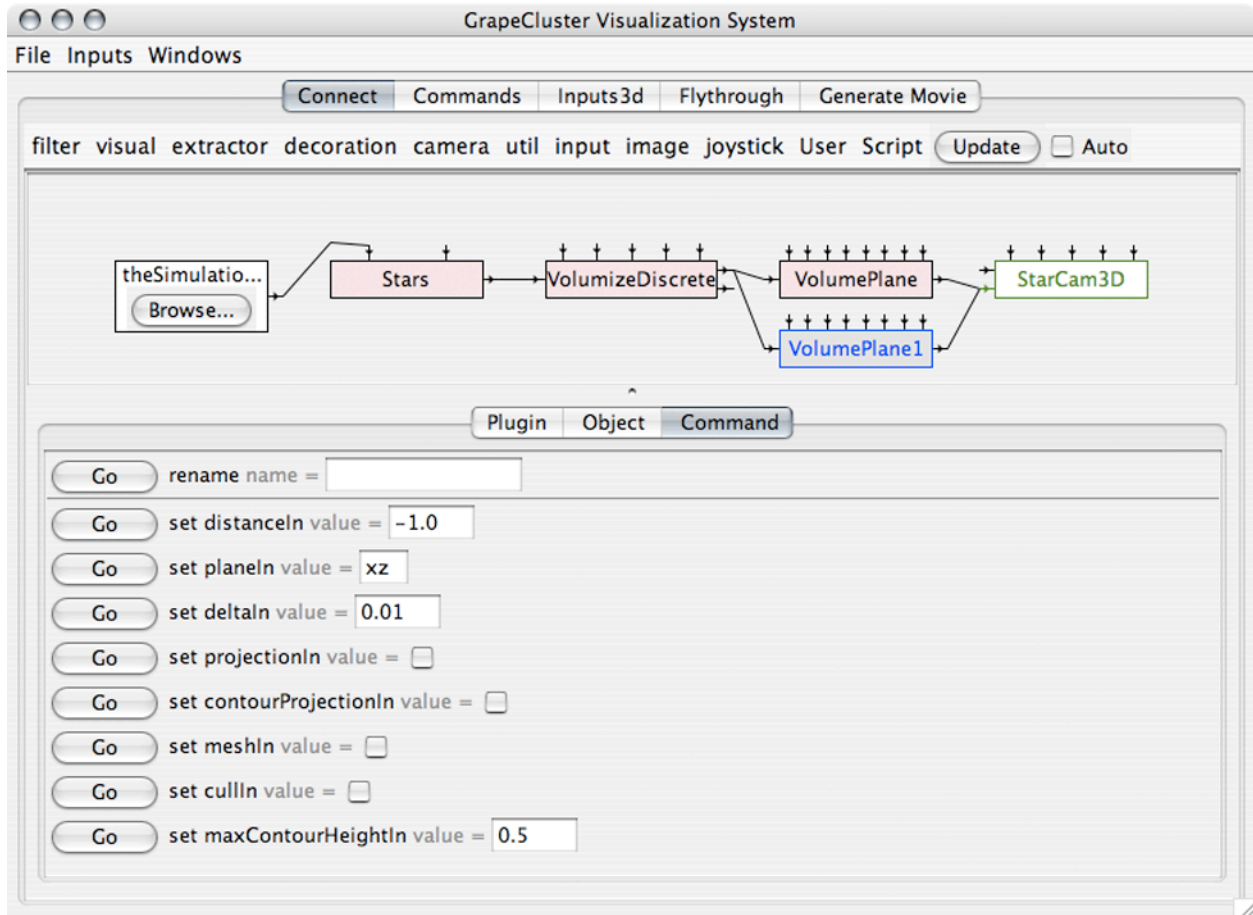 GrapeCluster Visualization System
File Inputs Windows
Connect Commands Inputs3d Flythrough Generate Movie
filter visual extractor decoration camera util input image joystick User Script Update Auto
theSimulatio... Stars VolumizeDiscrete VolumePlane StarCam3D
Browse...
VolumePlane1
Plugin Object Command
Go rename name =
Go set distanceIn value = -1.0
Go set planeIn value = xz
Go set deltaIn value = 0.01
Go set projectionIn value =
Go set contourProjectionIn value =
Go set meshIn value =
Go set cullIn value =
Go set maxContourHeightIn value = 0.5